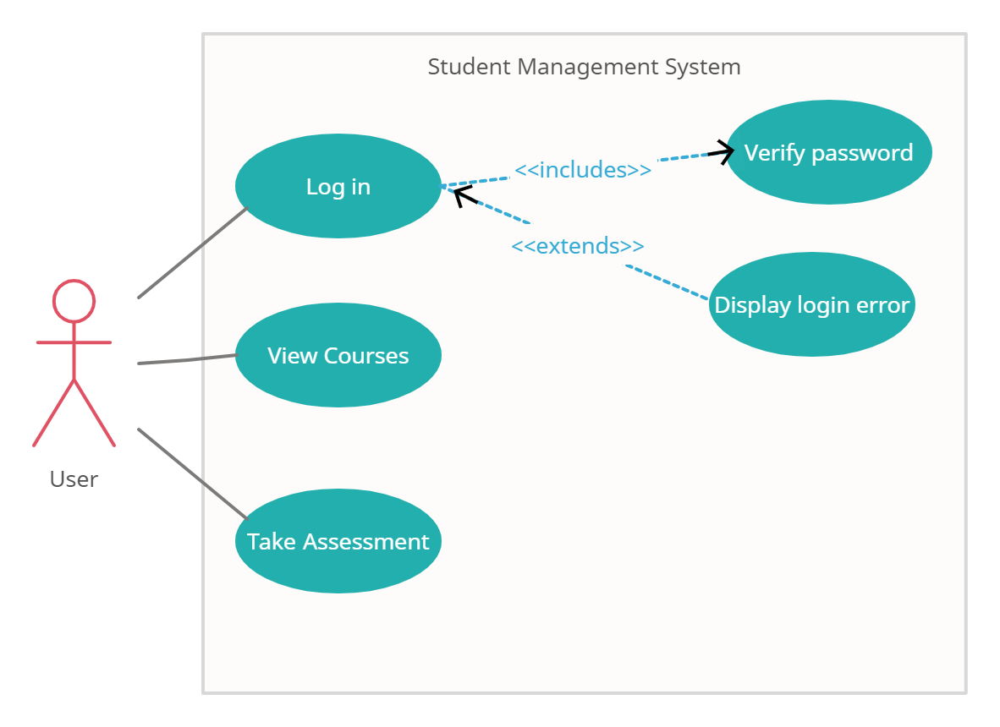 Student Management System
Log in
<<includes>>
Verify password
<<extends>>
Display login error
View Courses
User
Take Assessment